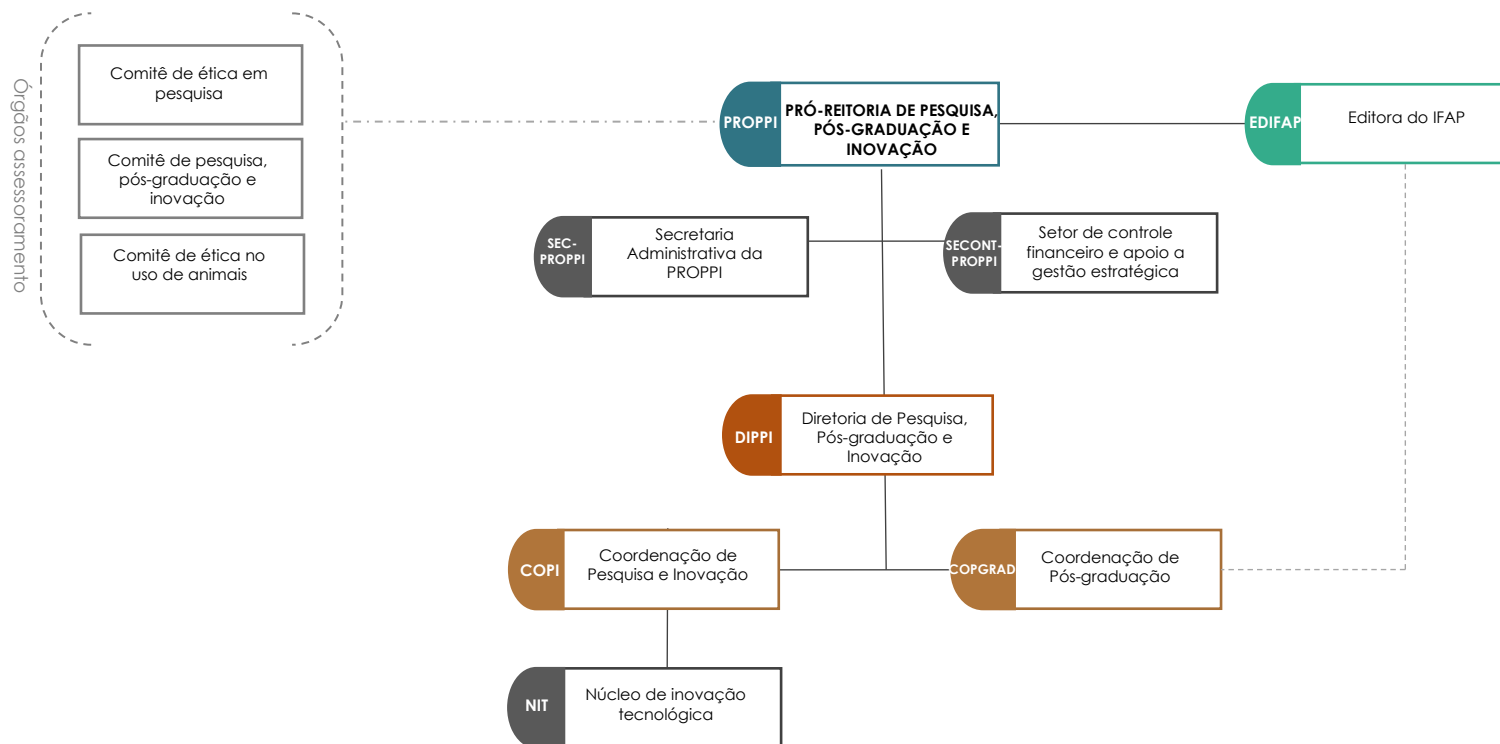 Órgãos assessoramento
Comitê de ética em
pesquisa
Comitê de pesquisa,
pós-graduação e
inovação
Comitê de ética no
uso de animais
PROPPI
PRÓ-REITORIA DE PESQUISA,
PÓS-GRADUAÇÃO E
INOVAÇÃO
EDIFAP
Editora do IFAP
SEC-
PROPPI
Secretaria
Administrativa da
PROPPI
SECONT-
PROPPI
Setor de controle
financeiro e apoio a
gestão estratégica
DIPPI
Diretoria de Pesquisa,
Pós-graduação e
Inovação
COPI
Coordenação de
Pesquisa e Inovação
COPGRAD
Coordenação de
Pós-graduação
NIT
Núcleo de inovação
tecnológica